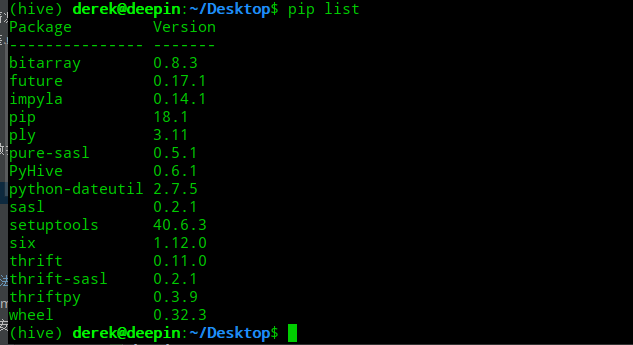 (hive) derek@deepin:~/Desktop$ pip list
Package         Version
--------------- -------
bitarray        0.8.3
future          0.17.1
impyla          0.14.1
pip             18.1
ply             3.11
pure-sasl       0.5.1
PyHive          0.6.1
python-dateutil 2.7.5
sasl            0.2.1
setuptools      40.6.3
six             1.12.0
thrift          0.11.0
thrift-sasl     0.2.1
thriftpy        0.3.9
wheel           0.32.3
(hive) derek@deepin:~/Desktop$